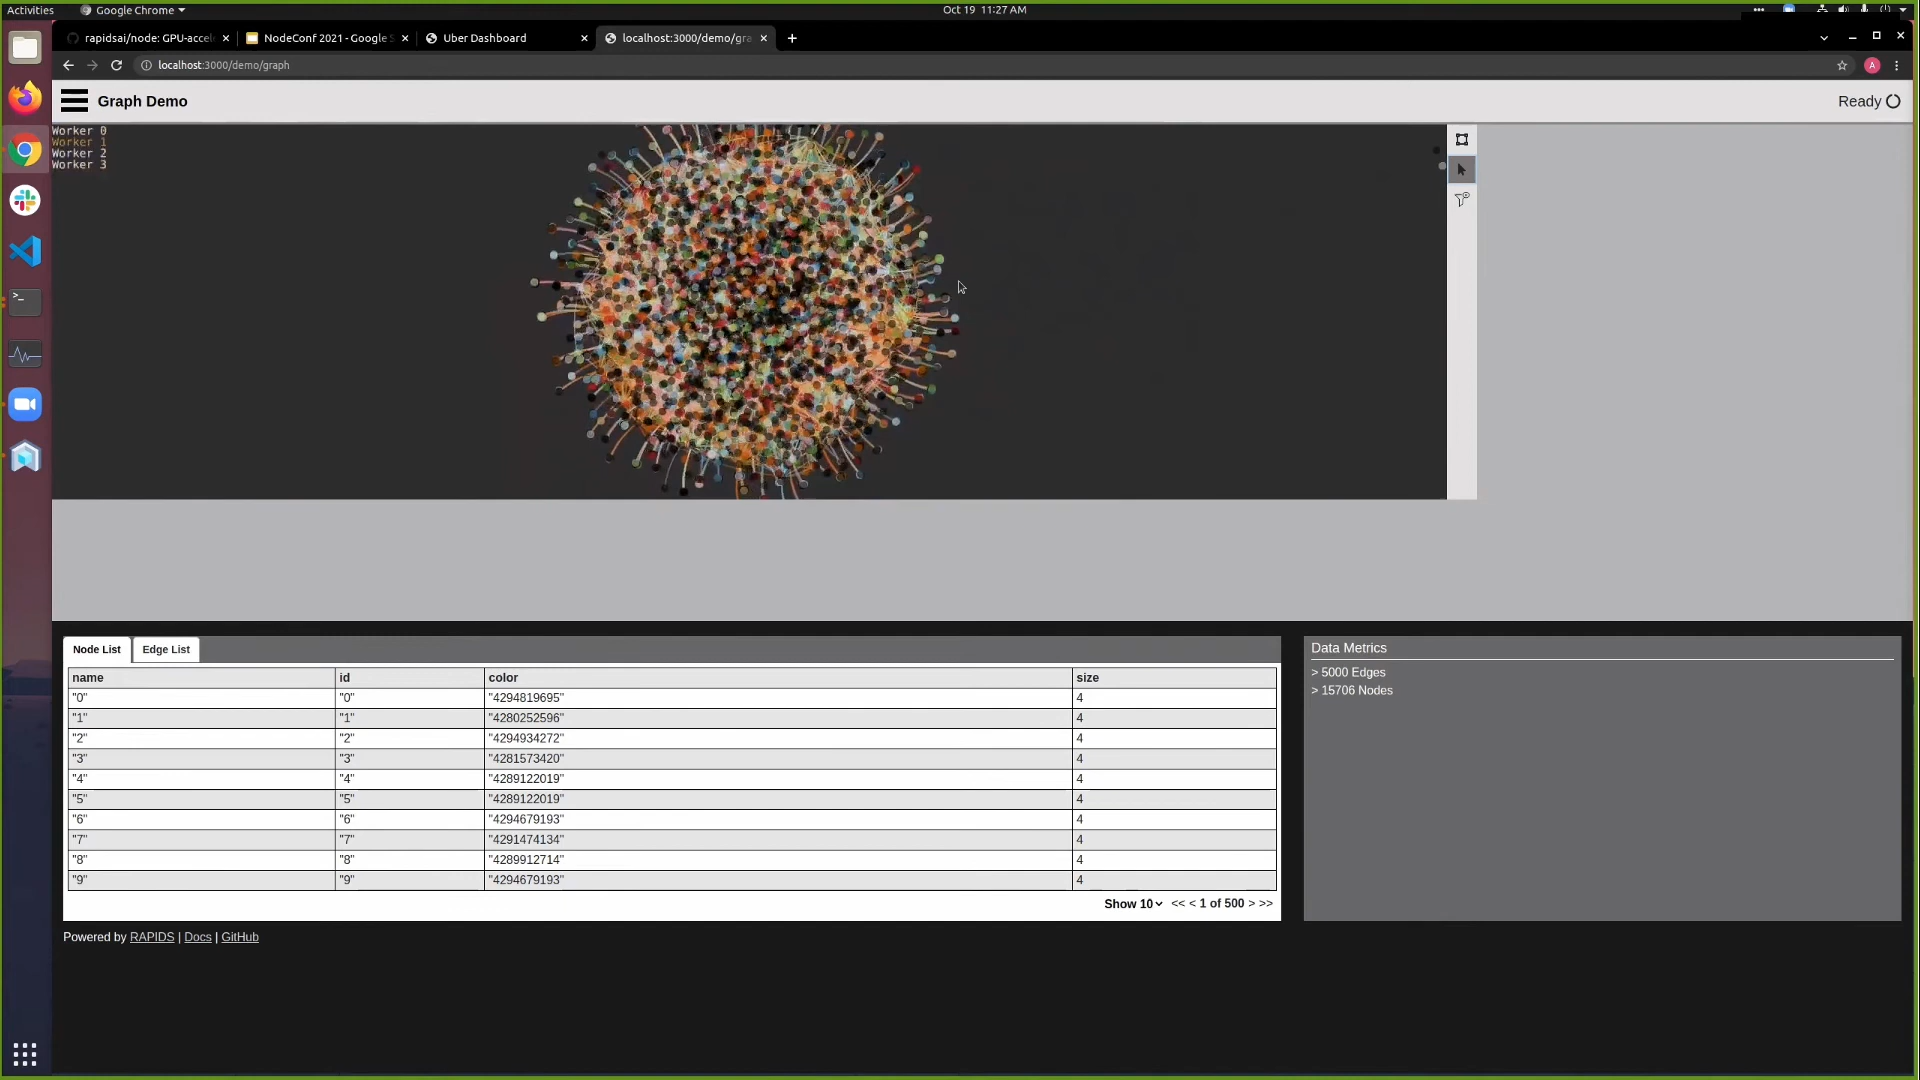 Activities
Google Chrome
Oct 19 11:27 AM
rapidsai/node: GPU-accel
NodeConf 2021 - Google S
Uber Dashboard
localhost:3000/demo/gra
localhost:3000/demo/graph
A
Graph Demo
Ready
Worker 0
Worker 1
Worker 2
Worker 3
Node List
Edge List
name id color size
"0" "0" "4294819695" 4
"1" "1" "4280252596" 4
"2" "2" "4294934272" 4
"3" "3" "4281573420" 4
"4" "4" "4289122019" 4
"5" "5" "4289122019" 4
"6" "6" "4294679193" 4
"7" "7" "4291474134" 4
"8" "8" "4289912714" 4
"9" "9" "4294679193" 4
Show 10 << < 1 of 500 > >>
Data Metrics
> 5000 Edges
> 15706 Nodes
Powered by RAPIDS | Docs | GitHub